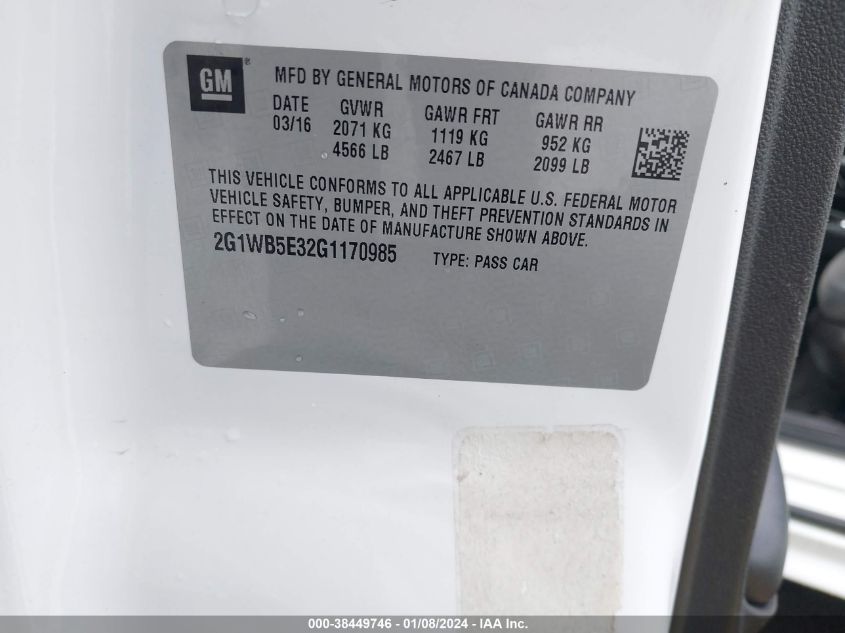 GM ®
MFD BY GENERAL MOTORS OF CANADA COMPANY
DATE GVWR GAWR FRT GAWR RR
03/16 2071 KG 1119 KG 952 KG
4566 LB 2467 LB 2099 LB
THIS VEHICLE CONFORMS TO ALL APPLICABLE U.S. FEDERAL MOTOR
VEHICLE SAFETY, BUMPER, AND THEFT PREVENTION STANDARDS IN
EFFECT ON THE DATE OF MANUFACTURE SHOWN ABOVE.
2G1WB5E32G1170985 TYPE: PASS CAR
000-38449746 - 01/08/2024 - IAA Inc.